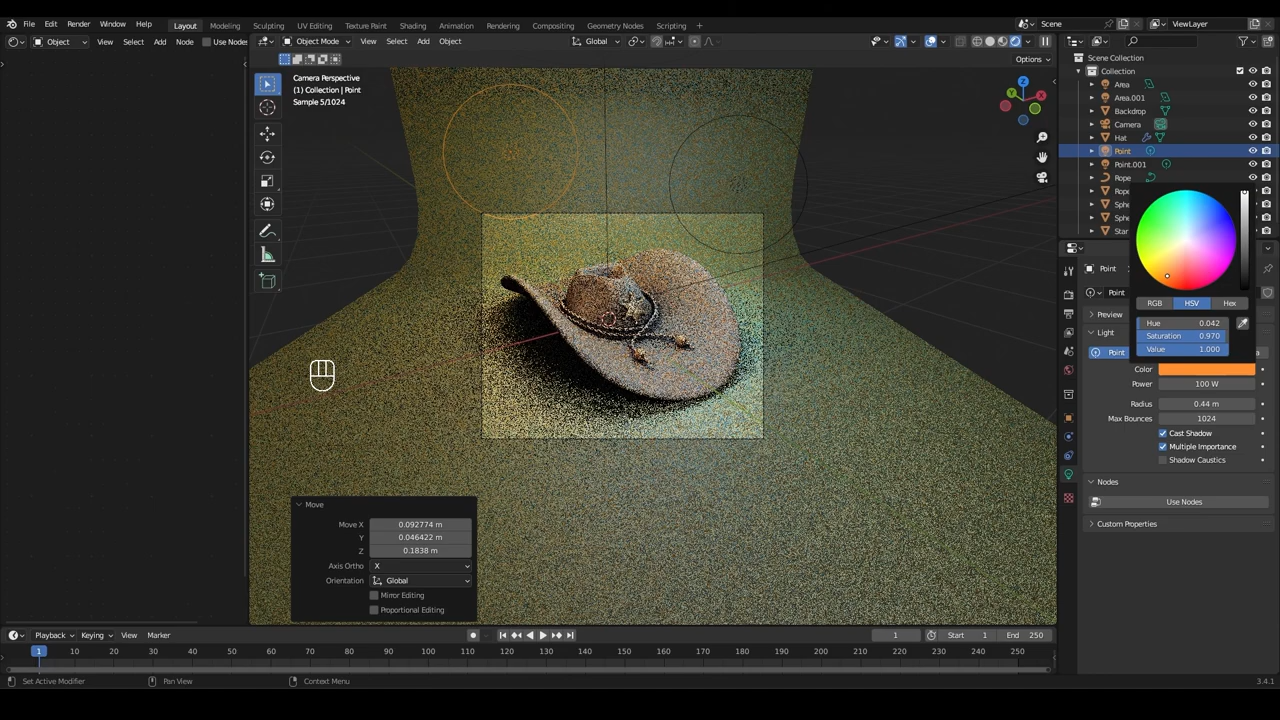 File Edit Render Window Help Layout Modeling Sculpting UV Editing Texture Paint Shading Animation Rendering Compositing Geometry Nodes Scripting + Scene ViewLayer
Object View Select Add Node Use Nodes
Object Mode View Select Add Object Global
Options
Camera Perspective
(1) Collection | Point
Sample 5/1024
Z
Y
X
Scene Collection
Collection
Area
Area.001
Backdrop
Camera
Hat
Point
Point.001
Rope
Rope
Sphe
Sphe
Star
RGB HSV Hex
Hue 0.042
Saturation 0.970
Value 1.000
Point
Point
Preview
Light
Point
Color
Power 100 W
Radius 0.44 m
Max Bounces 1024
Cast Shadow
Multiple Importance
Shadow Caustics
Nodes
Use Nodes
Custom Properties
Move
Move X 0.092774 m
Y 0.046422 m
Z 0.1838 m
Axis Ortho X
Orientation Global
Mirror Editing
Proportional Editing
Playback Keying View Marker 1 Start 1 End 250
1 10 20 30 40 50 60 70 80 90 100 110 120 130 140 150 160 170 180 190 200 210 220 230 240 250
Set Active Modifier Pan View Context Menu 3.4.1